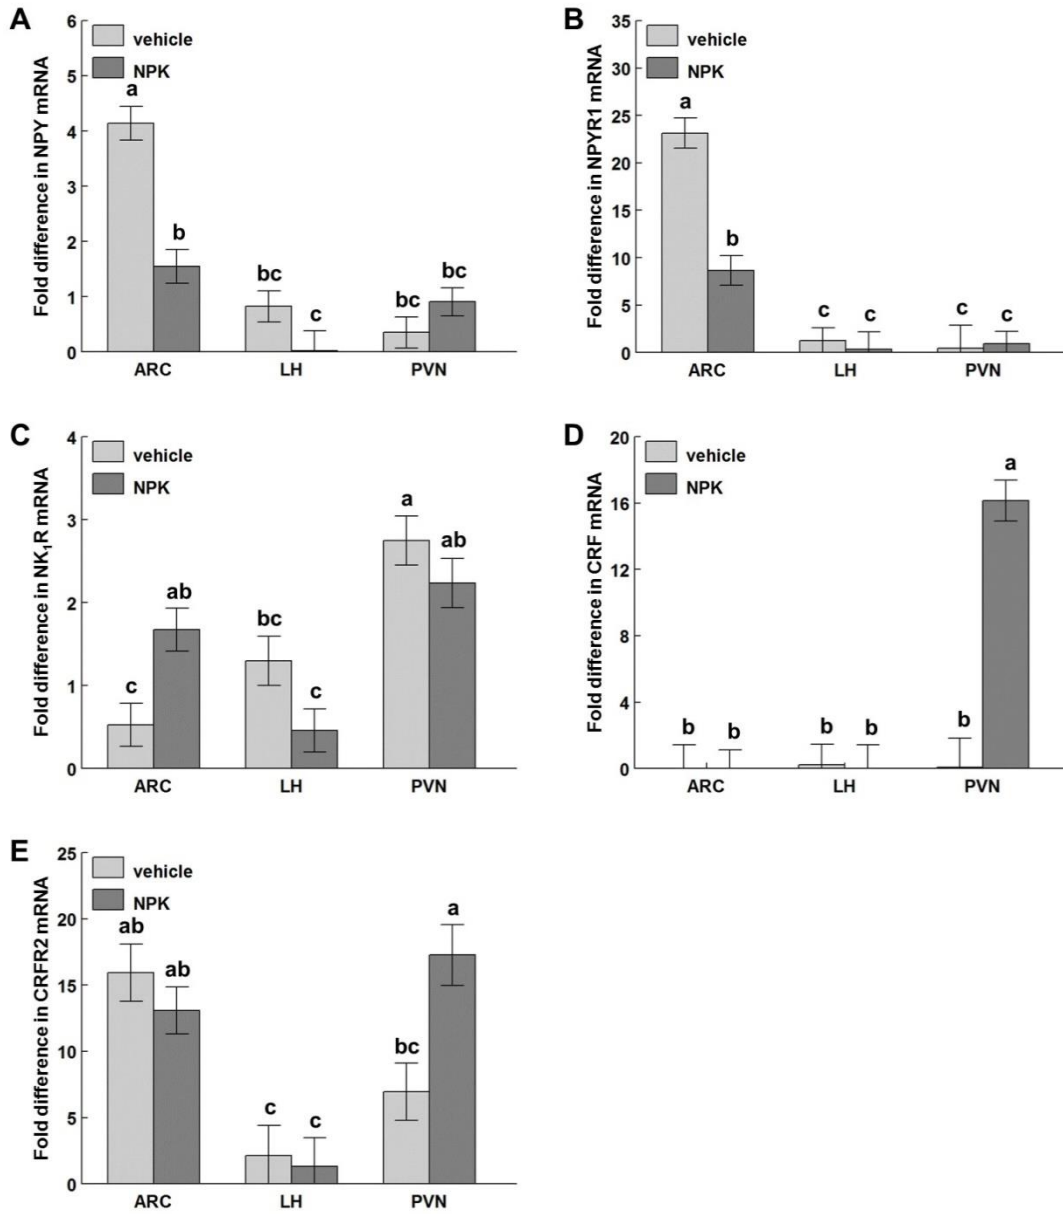 A
Fold difference in NPY mRNA
6
5
4
3
2
1
0
vehicle
NPK
a
b
bc
c
bc
bc
ARC LH PVN
B
Fold difference in NPYR1 mRNA
35
30
25
20
15
10
5
0
vehicle
NPK
a
b
c
c
c
c
ARC LH PVN
C
Fold difference in NK₁R mRNA
4
3
2
1
0
vehicle
NPK
c
ab
bc
c
a
ab
ARC LH PVN
D
Fold difference in CRF mRNA
20
16
12
8
4
0
vehicle
NPK
b
b
b
b
b
a
ARC LH PVN
E
Fold difference in CRFR2 mRNA
25
20
15
10
5
0
vehicle
NPK
ab
ab
c
c
bc
a
ARC LH PVN